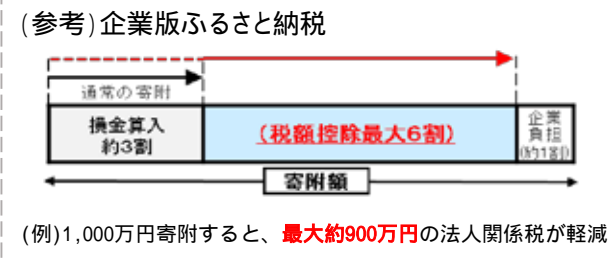 (参考)企業版ふるさと納税
通常の寄附
損金算入
約3割
(税額控除最大6割)
企業
負担
(約1割)
寄附額
(例)1,000万円寄附すると、最大約900万円の法人関係税が軽減